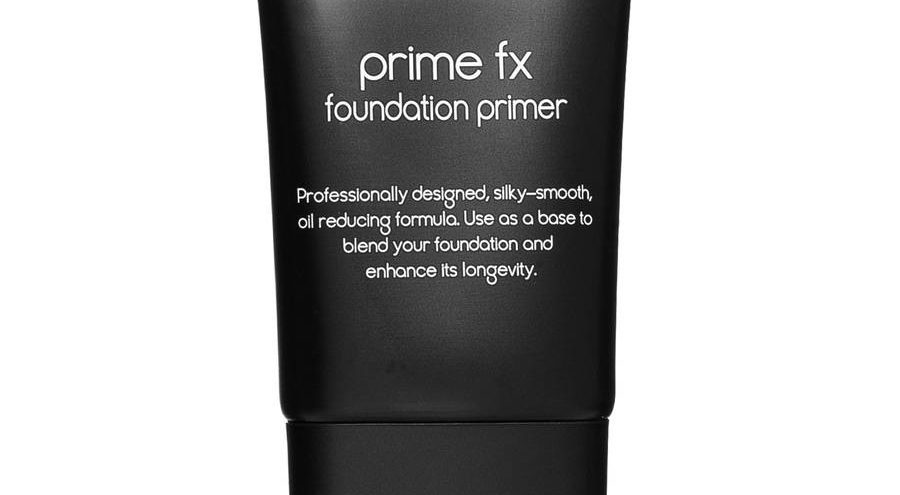 prime fx
foundation primer
Professionally designed, silky–smooth,
oil reducing formula. Use as a base to
blend your foundation and
enhance its longevity.